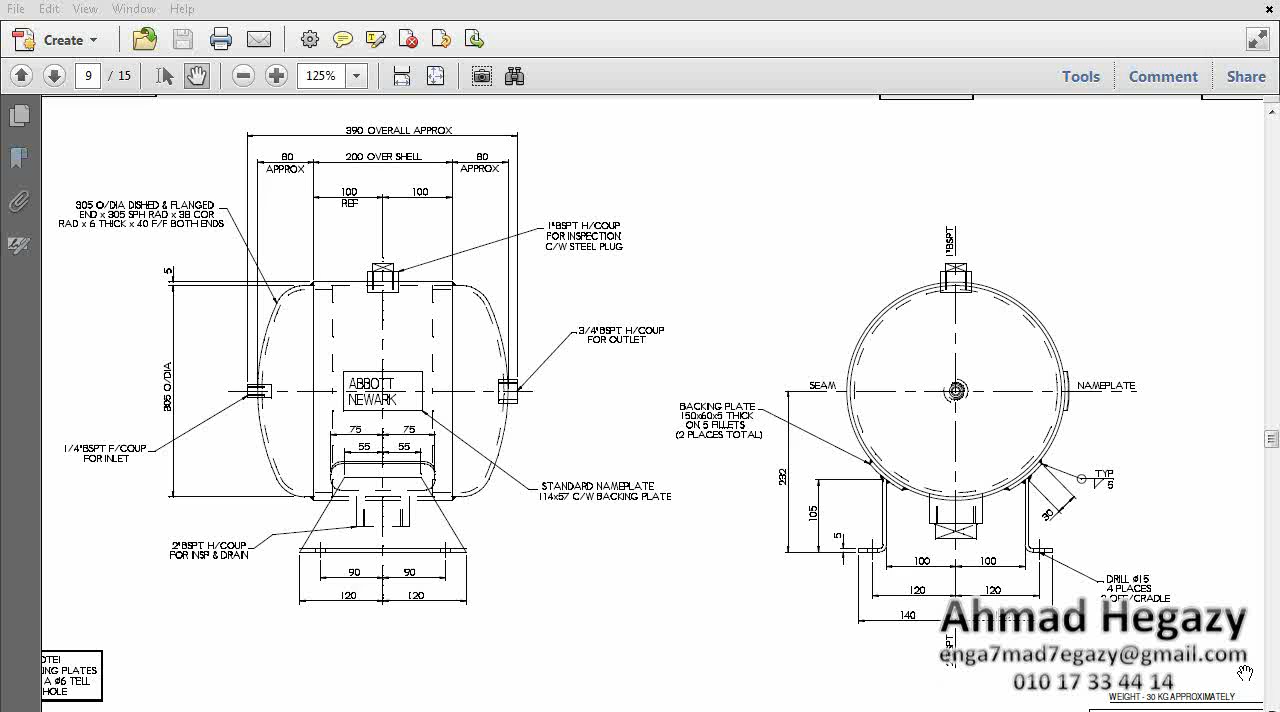 File Edit View Window Help
Create
9 / 15
125%
Tools Comment Share
390 OVERALL APPROX
80 200 OVER SHELL 80
APPROX APPROX
100 100
REF
305 O/DIA DISHED & FLANGED
END x 305 SPH RAD x 38 COR
RAD x 6 THICK x 40 F/F BOTH ENDS
1"BSPT H/COUP
FOR INSPECTION
C/W STEEL PLUG
1"BSPT
5
3/4"BSPT H/COUP
FOR OUTLET
305 O/DIA
ABBOTT
NEWARK
SEAM
NAMEPLATE
BACKING PLATE
150x60x5 THICK
ON 5 FILLETS
(2 PLACES TOTAL)
75 75
55 55
1/4"BSPT F/COUP
FOR INLET
STANDARD NAMEPLATE
114x57 C/W BACKING PLATE
232
TYP
5
30
105
5
2"BSPT H/COUP
FOR INSP & DRAIN
90 90
120 120
100 100
120 120
140
DRILL ø15
4 PLACES
2 OFF/CRADLE
Ahmad Hegazy
enga7mad7egazy@gmail.com
010 17 33 44 14
WEIGHT - 30 KG APPROXIMATELY
PLATES
A ø6 TELL
HOLE